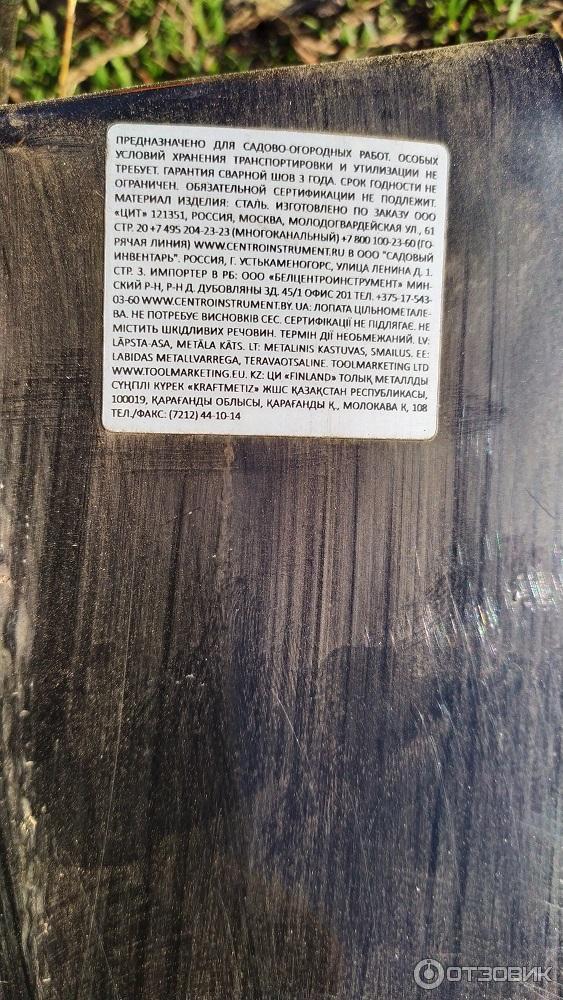 ПРЕДНАЗНАЧЕНО ДЛЯ САДОВО-ОГОРОДНЫХ РАБОТ. ОСОБЫХ
УСЛОВИЙ ХРАНЕНИЯ ТРАНСПОРТИРОВКИ И УТИЛИЗАЦИИ НЕ
ТРЕБУЕТ. ГАРАНТИЯ СВАРНОЙ ШОВ 3 ГОДА. СРОК ГОДНОСТИ НЕ
ОГРАНИЧЕН. ОБЯЗАТЕЛЬНОЙ СЕРТИФИКАЦИИ НЕ ПОДЛЕЖИТ.
МАТЕРИАЛ ИЗДЕЛИЯ: СТАЛЬ. ИЗГОТОВЛЕНО ПО ЗАКАЗУ ООО
«ЦИТ» 121351, РОССИЯ, МОСКВА, МОЛОДОГВАРДЕЙСКАЯ УЛ., 61
СТР. 20 +7 495 204-23-23 (МНОГОКАНАЛЬНЫЙ) +7 800 100-23-60 (ГО-
РЯЧАЯ ЛИНИЯ) WWW.CENTROINSTRUMENT.RU В ООО "САДОВЫЙ
ИНВЕНТАРЬ". РОССИЯ, Г. УСТЬКАМЕНОГОРС, УЛИЦА ЛЕНИНА Д. 1.
СТР. 3. ИМПОРТЕР В РБ: ООО «БЕЛЦЕНТРОИНСТРУМЕНТ» МИН-
СКИЙ Р-Н, Р-Н Д. ДУБОВЛЯНЫ ЗД. 45/1 ОФИС 201 ТЕЛ. +375-17-543-
03-60 WWW.CENTROINSTRUMENT.BY. UA: ЛОПАТА ЦІЛЬНОМЕТАЛЕ-
ВА. НЕ ПОТРЕБУЕ ВИСНОВКІВ СЕС. СЕРТИФІКАЦІЇ НЕ ПІДЛЯГАЄ. НЕ
МІСТИТЬ ШКІДЛИВИХ РЕЧОВИН. ТЕРМІН ДІЇ НЕОБМЕЖАНИЙ. LV:
LĀPSTA-ASA, METĀLA KĀTS. LT: METALINIS KASTUVAS, SMAILUS. EE:
LABIDAS METALLVARREGA, TERAVAOTSALINE. TOOLMARKETING LTD
WWW.TOOLMARKETING.EU. KZ: ЦИ «FINLAND» ТОЛЫҚ МЕТАЛЛДЫ
СҮҢГІЛІ КҮРЕК «KRAFTMETIZ» ЖШС ҚАЗАҚСТАН РЕСПУБЛИКАСЫ,
100019, ҚАРАҒАНДЫ ОБЛЫСЫ, ҚАРАҒАНДЫ Қ., МОЛОКАВА К, 108
ТЕЛ./ФАКС: (7212) 44-10-14
ОТЗОВИК